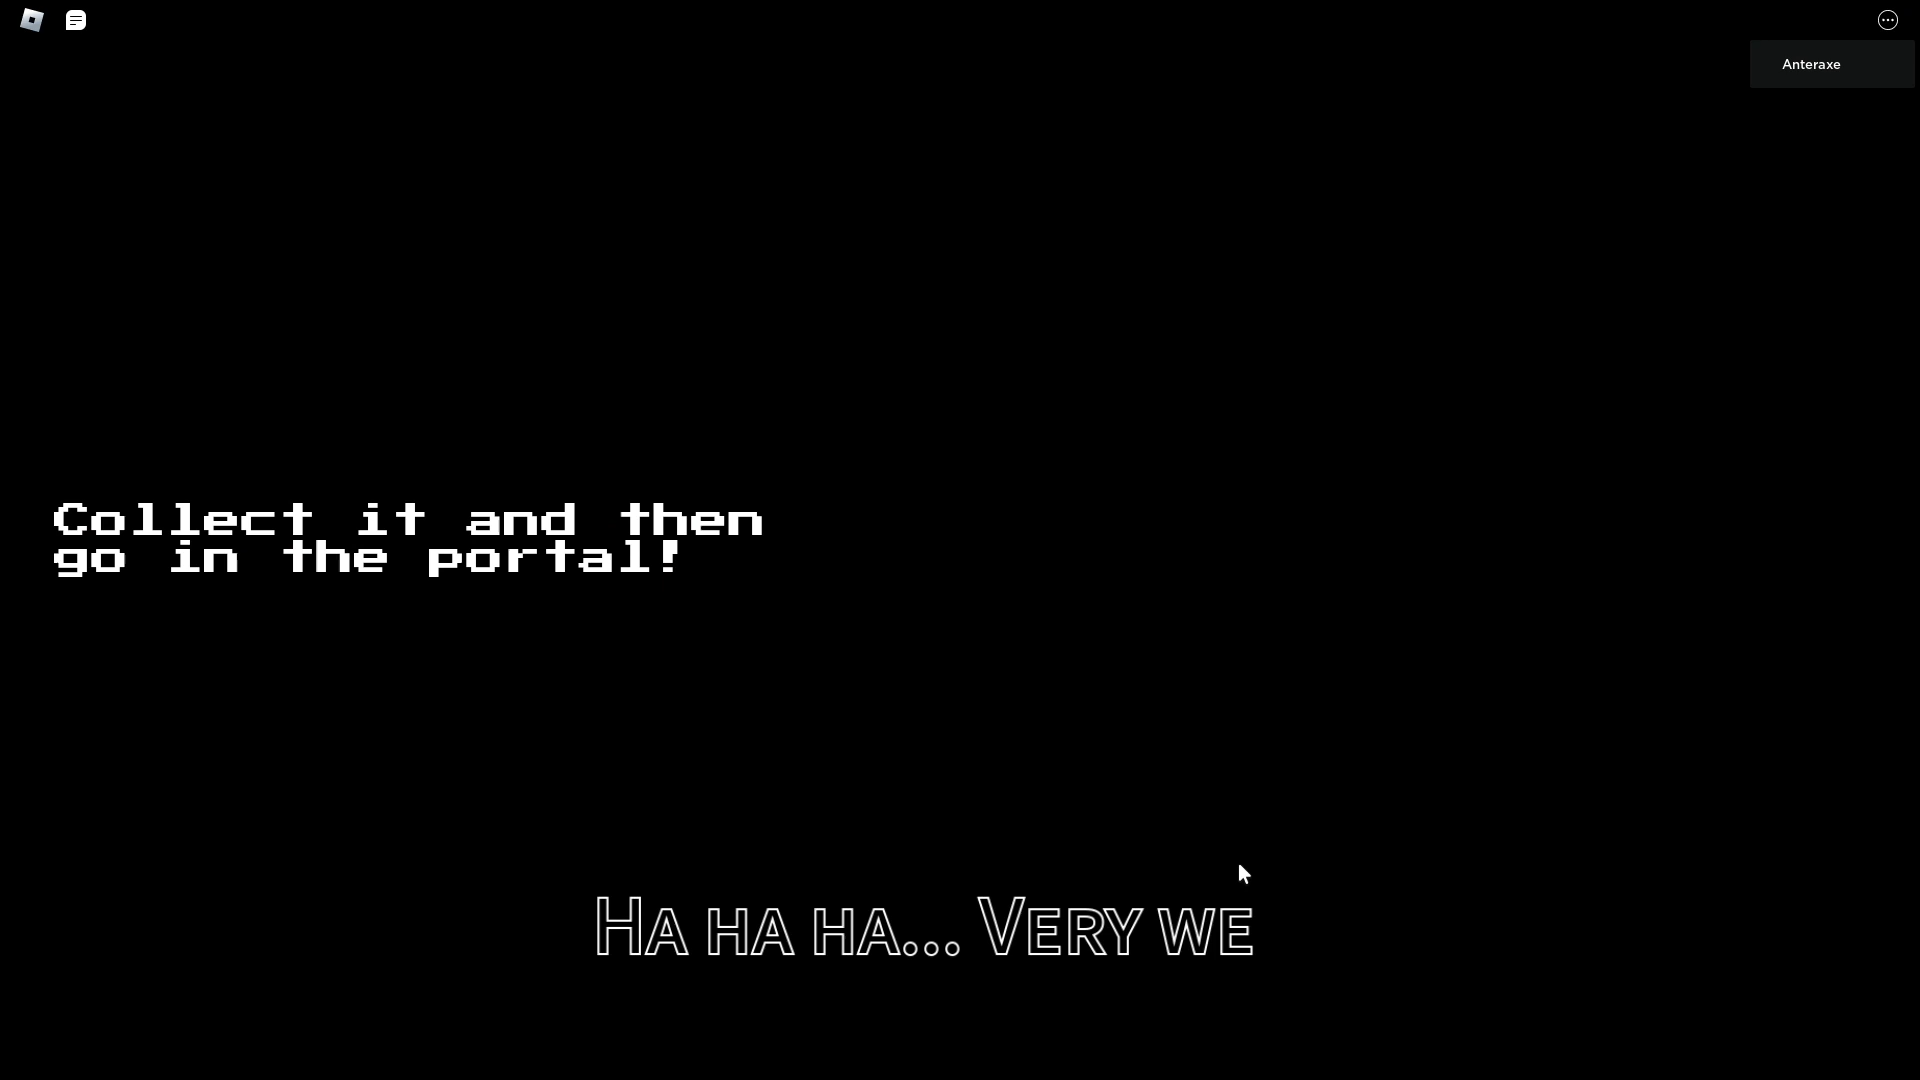 Anteraxe
Collect it and then
go in the portal!
Ha ha ha... Very we